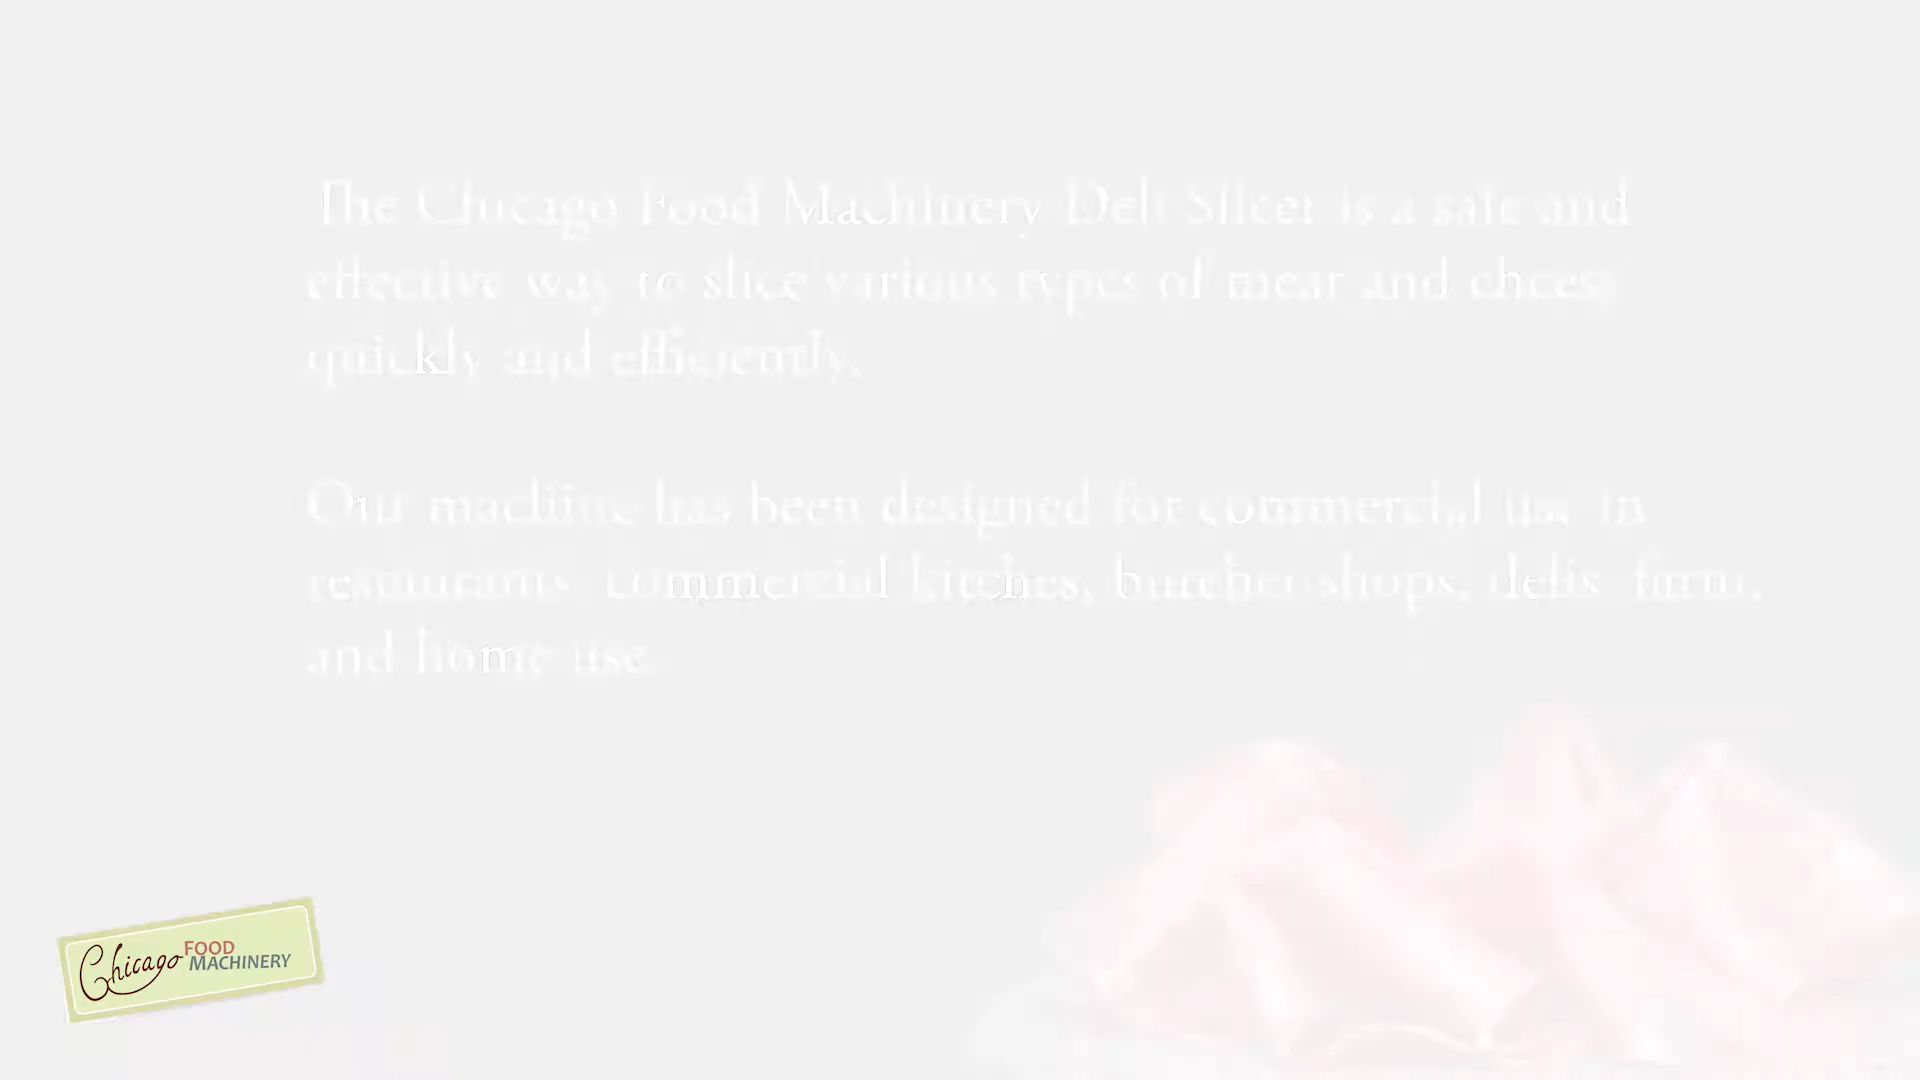 The Chicago Food Machinery Deli Slicer is a safe and
effective way to slice various types of meat and cheese
quickly and efficiently.
Our machine has been designed for commercial use in
restaurants, commercial kitches, butcher shops, delis, farm,
and home use.
Chicago FOOD
MACHINERY